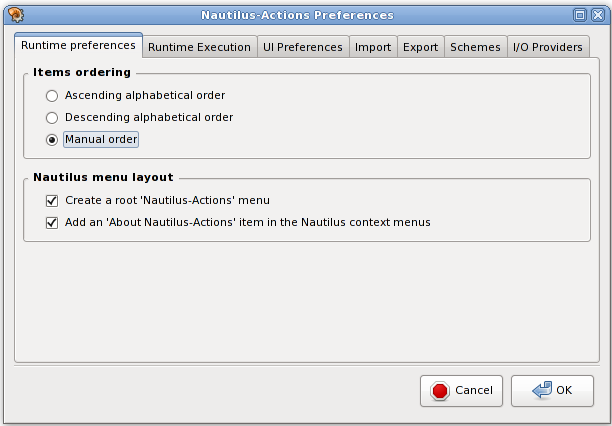 Nautilus-Actions Preferences
Runtime preferences Runtime Execution UI Preferences Import Export Schemes I/O Providers
Items ordering
Ascending alphabetical order
Descending alphabetical order
Manual order
Nautilus menu layout
Create a root 'Nautilus-Actions' menu
Add an 'About Nautilus-Actions' item in the Nautilus context menus
Cancel OK